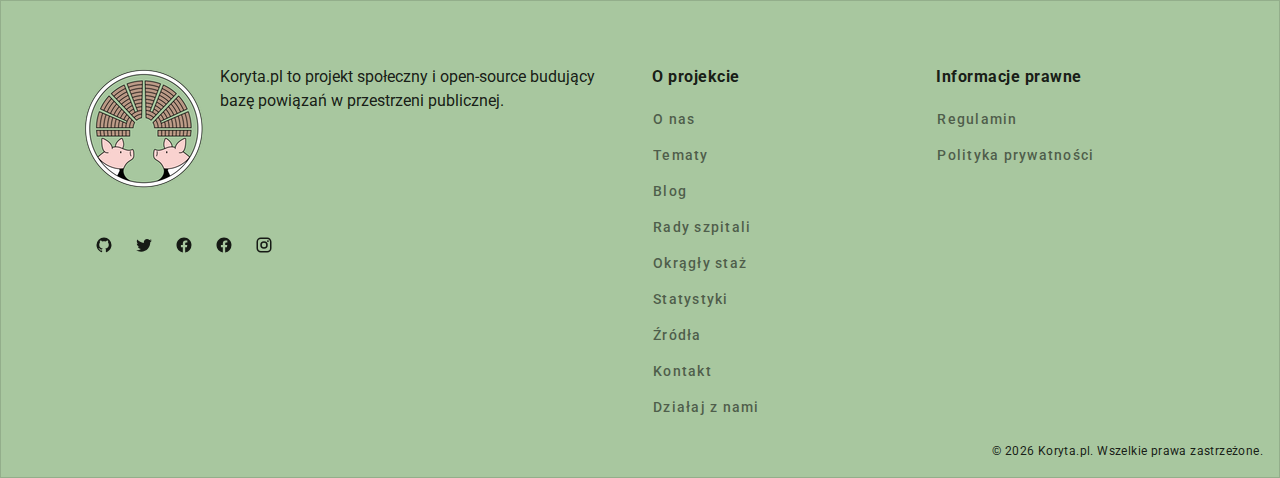 Koryta.pl to projekt społeczny i open-source budujący
bazę powiązań w przestrzeni publicznej.
O projekcie
O nas
Tematy
Blog
Rady szpitali
Okrągły staż
Statystyki
Źródła
Kontakt
Działaj z nami
Informacje prawne
Regulamin
Polityka prywatności
© 2026 Koryta.pl. Wszelkie prawa zastrzeżone.